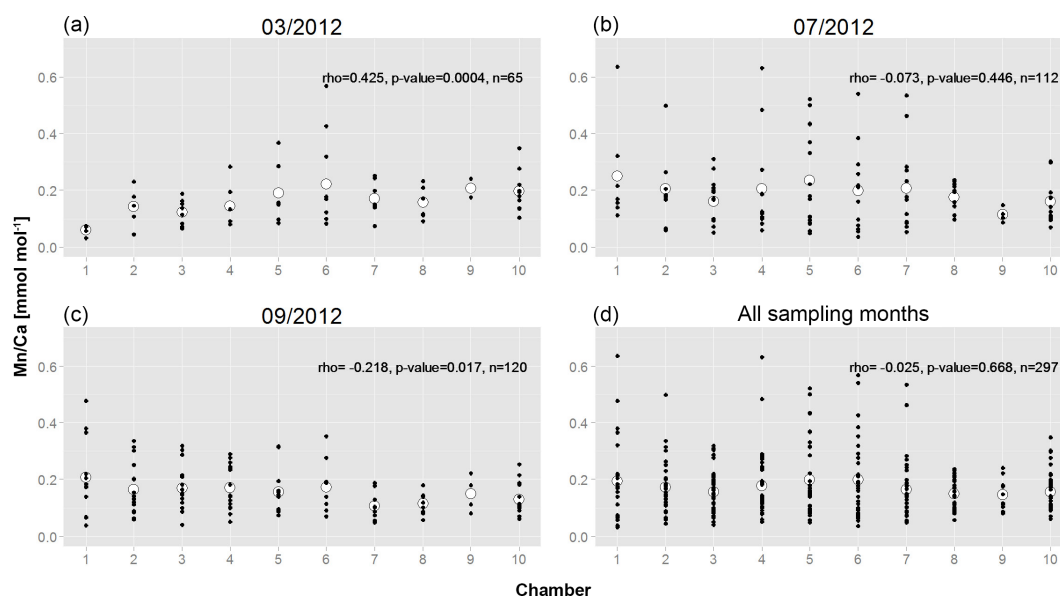 (a) 03/2012
rho=0.425, p-value=0.0004, n=65
0.6
0.4
0.2
0.0
1 2 3 4 5 6 7 8 9 10
(b) 07/2012
rho= -0.073, p-value=0.446, n=112
0.6
0.4
0.2
0.0
1 2 3 4 5 6 7 8 9 10
Mn/Ca [mmol mol⁻¹]
(c) 09/2012
rho= -0.218, p-value=0.017, n=120
0.6
0.4
0.2
0.0
1 2 3 4 5 6 7 8 9 10
(d) All sampling months
rho= -0.025, p-value=0.668, n=297
0.6
0.4
0.2
0.0
1 2 3 4 5 6 7 8 9 10
Chamber